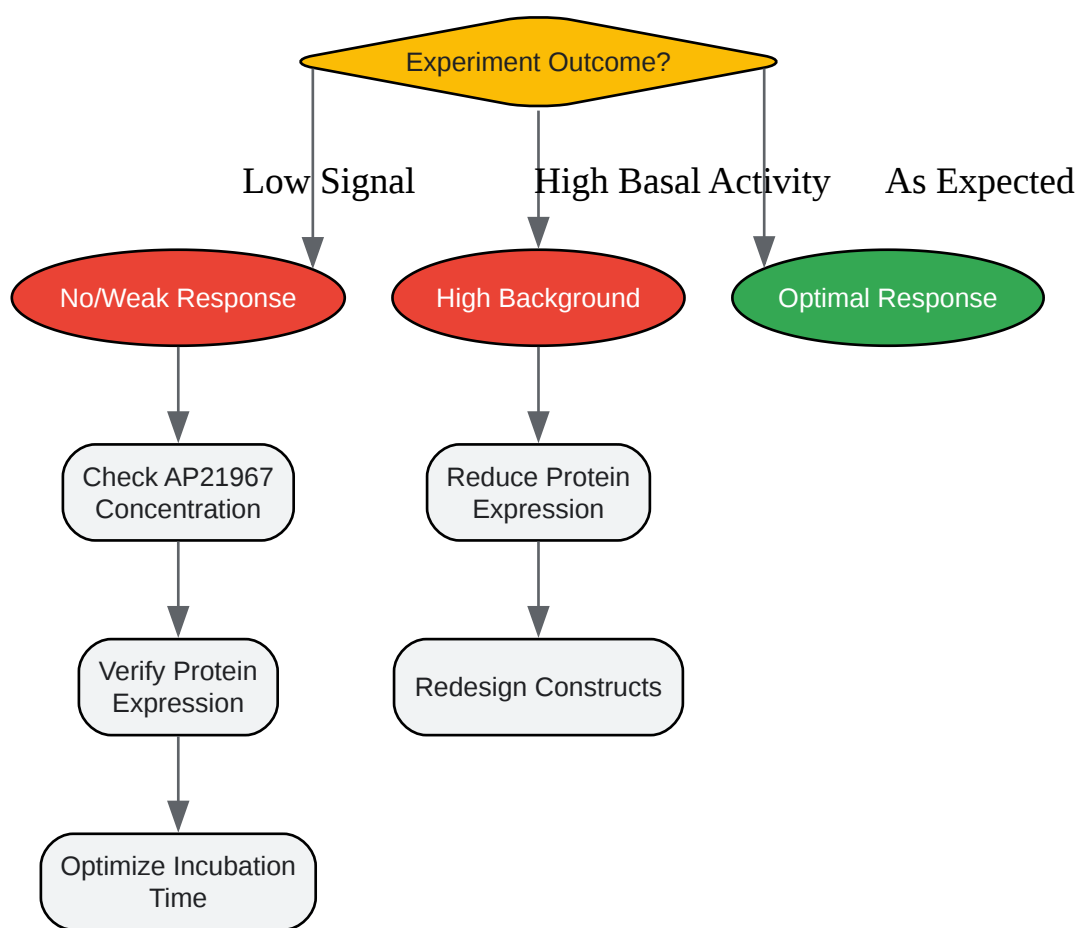 Experiment Outcome?
Low Signal
High Basal Activity
As Expected
No/Weak Response
High Background
Optimal Response
Check AP21967
Concentration
Reduce Protein
Expression
Verify Protein
Expression
Redesign Constructs
Optimize Incubation
Time